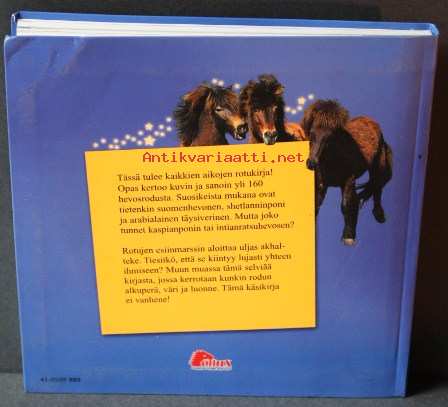 Antikvariaatti.net
Tässä tulee kaikkien aikojen rotukirja!
Opas kertoo kuvin ja sanoin yli 160
hevosrodusta. Suosikeista mukana ovat
tietenkin suomenhevonen, shetlanninponi
ja arabialainen täysiverinen. Mutta joko
tunnet kaspianponin tai intianratsuhevosen?
Rotujen esiinmarssin aloittaa uljas akhal-
teke. Tiesitkö, että se kiintyy lujasti yhteen
ihmiseen? Muun muassa tämä selviää
kirjasta, jossa kerrotaan kunkin rodun
alkuperä, väri ja luonne. Tämä käsikirja
ei vanhene!